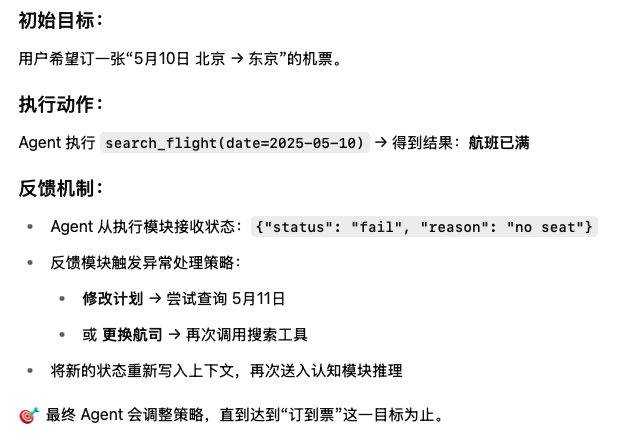 初始目标：
用户希望订一张“5月10日 北京 → 东京”的机票。
执行动作：
Agent 执行 search_flight(date=2025-05-10) → 得到结果：航班已满
反馈机制：
• Agent 从执行模块接收状态：{"status": "fail", "reason": "no seat"}
• 反馈模块触发异常处理策略：
• 修改计划 → 尝试查询 5月11日
• 或 更换航司 → 再次调用搜索工具
• 将新的状态重新写入上下文，再次送入认知模块推理
🎯 最终 Agent 会调整策略，直到达到“订到票”这一目标为止。